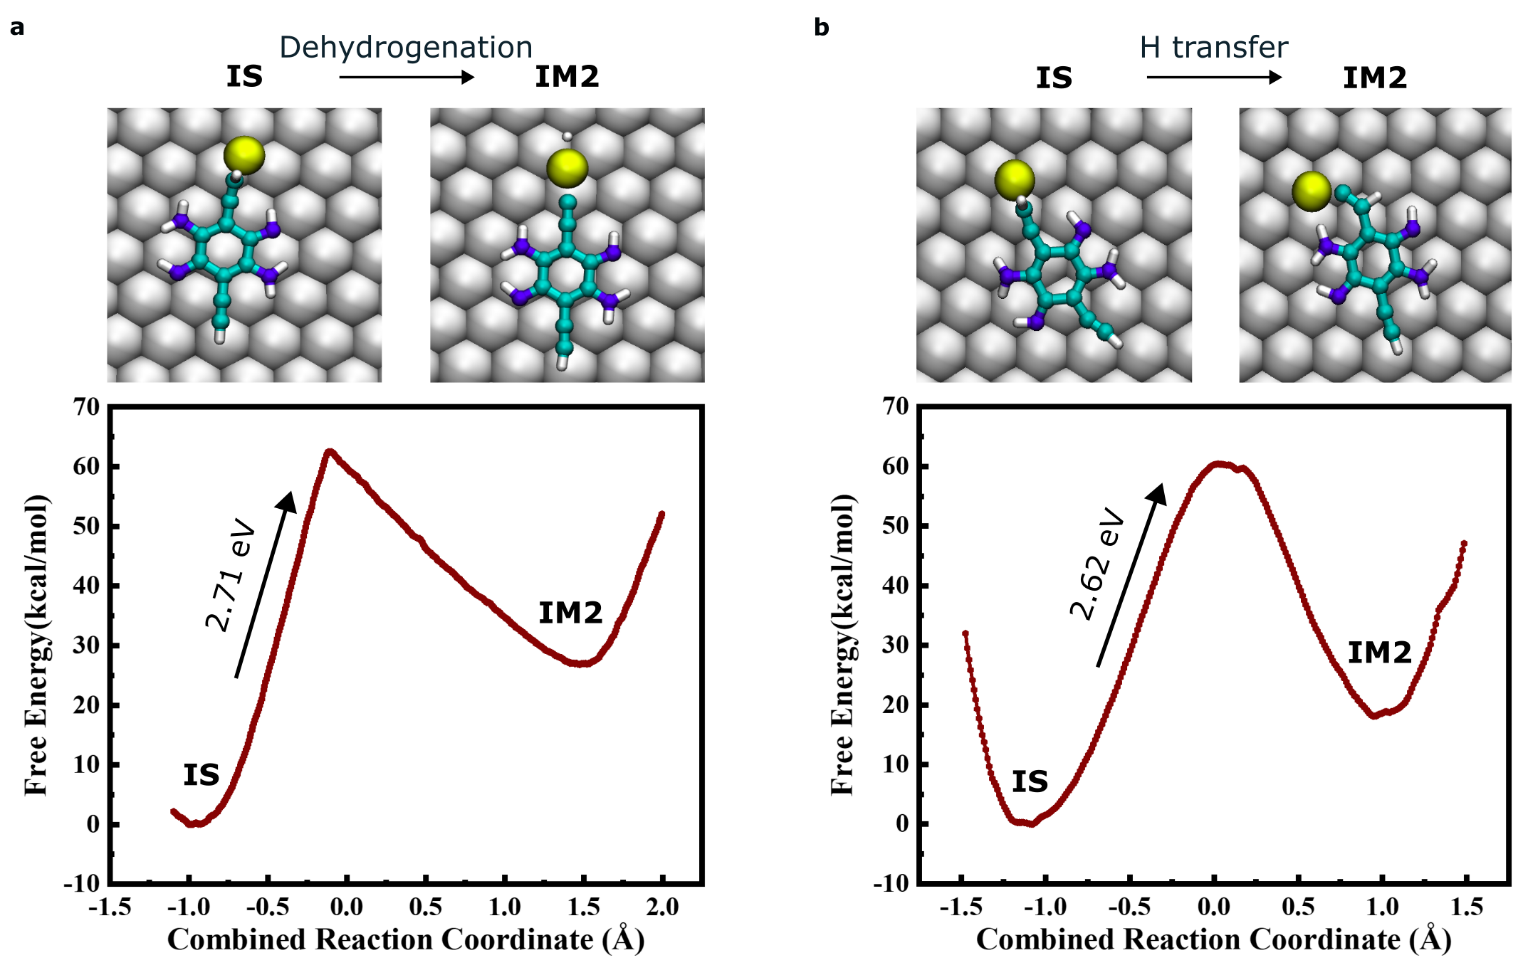 a
Dehydrogenation
IS
IM2
70
60
50
40
30
20
10
0
-10
Free Energy(kcal/mol)
2.71 eV
IS
IM2
-1.5 -1.0 -0.5 0.0 0.5 1.0 1.5 2.0
Combined Reaction Coordinate (Å)
b
H transfer
IS
IM2
70
60
50
40
30
20
10
0
-10
Free Energy(kcal/mol)
2.62 eV
IS
IM2
-1.5 -1.0 -0.5 0.0 0.5 1.0 1.5
Combined Reaction Coordinate (Å)